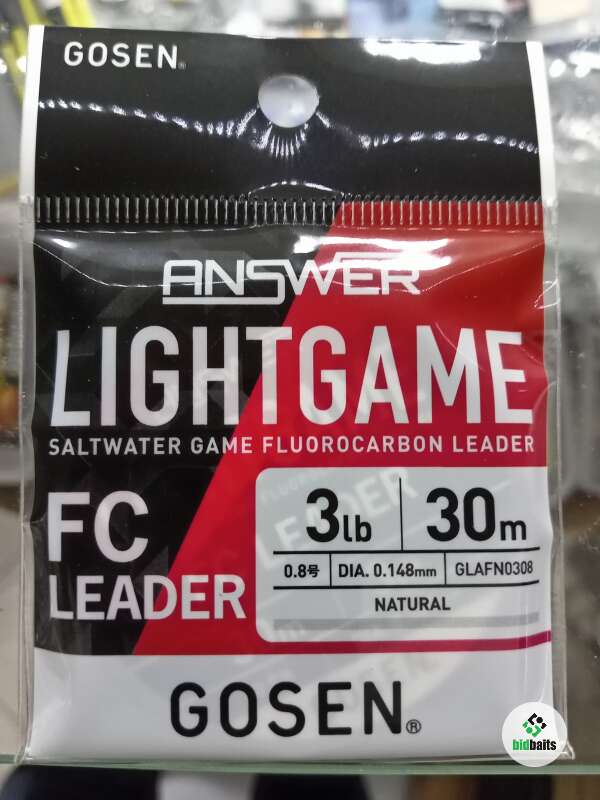 GOSEN®
ANSWER
LIGHTGAME
SALTWATER GAME FLUOROCARBON LEADER
FC
LEADER
3lb 30m
0.8号 DIA. 0.148mm GLAFN0308
NATURAL
GOSEN®
bidbaits